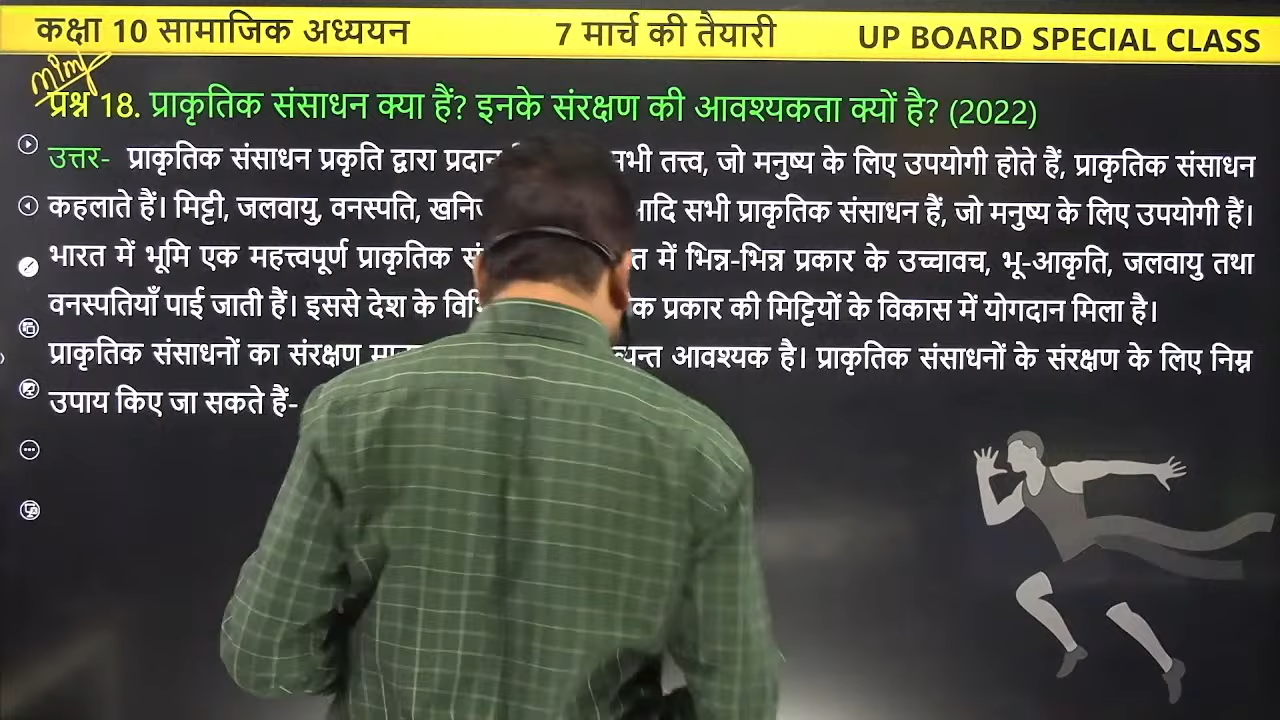 कक्षा 10 सामाजिक अध्ययन 7 मार्च की तैयारी UP BOARD SPECIAL CLASS
प्रश्न 18. प्राकृतिक संसाधन क्या हैं? इनके संरक्षण की आवश्यकता क्यों है? (2022)
उत्तर- प्राकृतिक संसाधन प्रकृति द्वारा सभी तत्त्व, जो मनुष्य के लिए उपयोगी होते हैं, प्राकृतिक संसाधन
कहलाते हैं। मिट्टी, जलवायु, वनस्पति, आदि सभी प्राकृतिक संसाधन हैं, जो मनुष्य के लिए उपयोगी हैं।
भारत में भूमि एक महत्त्वपूर्ण प्राकृतिक में भिन्न-भिन्न प्रकार के उच्चावच, भू-आकृति, जलवायु तथा
वनस्पतियाँ पाई जाती हैं। इससे देश के प्रकार की मिट्टियों के विकास में योगदान मिला है।
प्राकृतिक संसाधनों का संरक्षण आवश्यक है। प्राकृतिक संसाधनों के संरक्षण के लिए निम्न
उपाय किए जा सकते हैं-